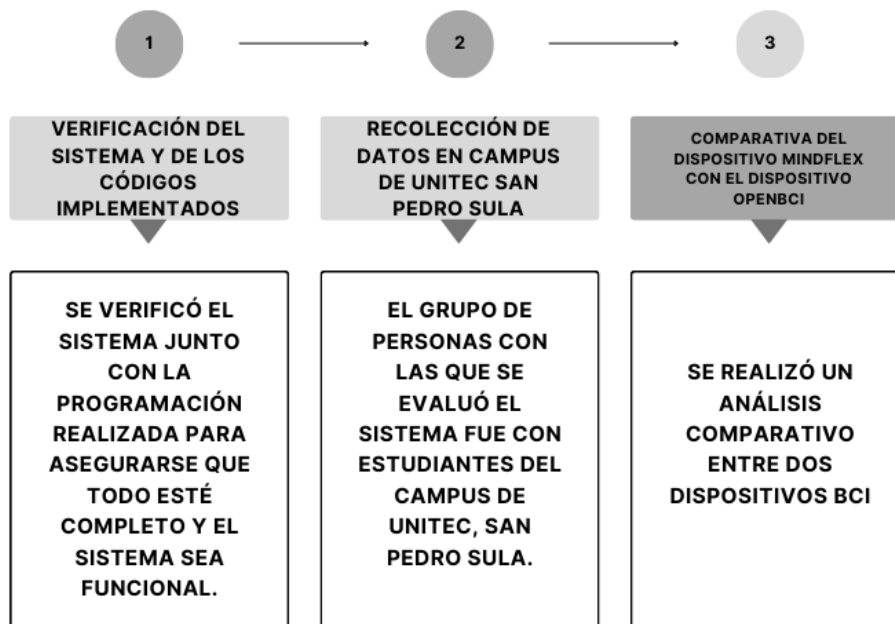 1
2
3
VERIFICACIÓN DEL
SISTEMA Y DE LOS
CÓDIGOS
IMPLEMENTADOS
RECOLECCIÓN DE
DATOS EN CAMPUS
DE UNITEC SAN
PEDRO SULA
COMPARATIVA DEL
DISPOSITIVO MINDFLEX
CON EL DISPOSITIVO
OPENBCI
SE VERIFICÓ EL
SISTEMA JUNTO
CON LA
PROGRAMACIÓN
REALIZADA PARA
ASEGURARSE QUE
TODO ESTÉ
COMPLETO Y EL
SISTEMA SEA
FUNCIONAL.
EL GRUPO DE
PERSONAS CON
LAS QUE SE
EVALUÓ EL
SISTEMA FUE CON
ESTUDIANTES DEL
CAMPUS DE
UNITEC, SAN
PEDRO SULA.
SE REALIZÓ UN
ANÁLISIS
COMPARATIVO
ENTRE DOS
DISPOSITIVOS BCI